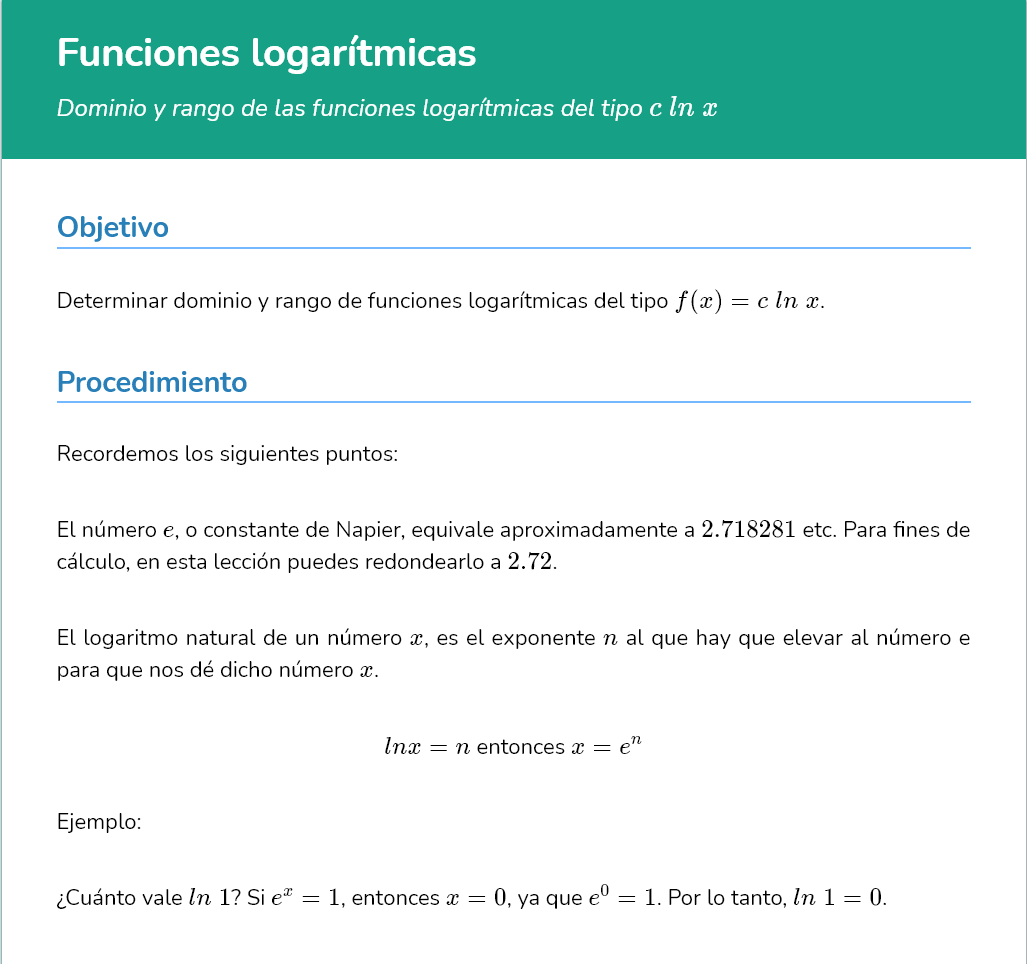 Funciones logarítmicas
Dominio y rango de las funciones logarítmicas del tipo c ln x
Objetivo
Determinar dominio y rango de funciones logarítmicas del tipo f(x) = c ln x.
Procedimiento
Recordemos los siguientes puntos:
El número e, o constante de Napier, equivale aproximadamente a 2.718281 etc. Para fines de
cálculo, en esta lección puedes redondearlo a 2.72.
El logaritmo natural de un número x, es el exponente n al que hay que elevar al número e
para que nos dé dicho número x.
lnx = n entonces x = eⁿ
Ejemplo:
¿Cuánto vale ln 1? Si eˣ = 1, entonces x = 0, ya que e⁰ = 1. Por lo tanto, ln 1 = 0.